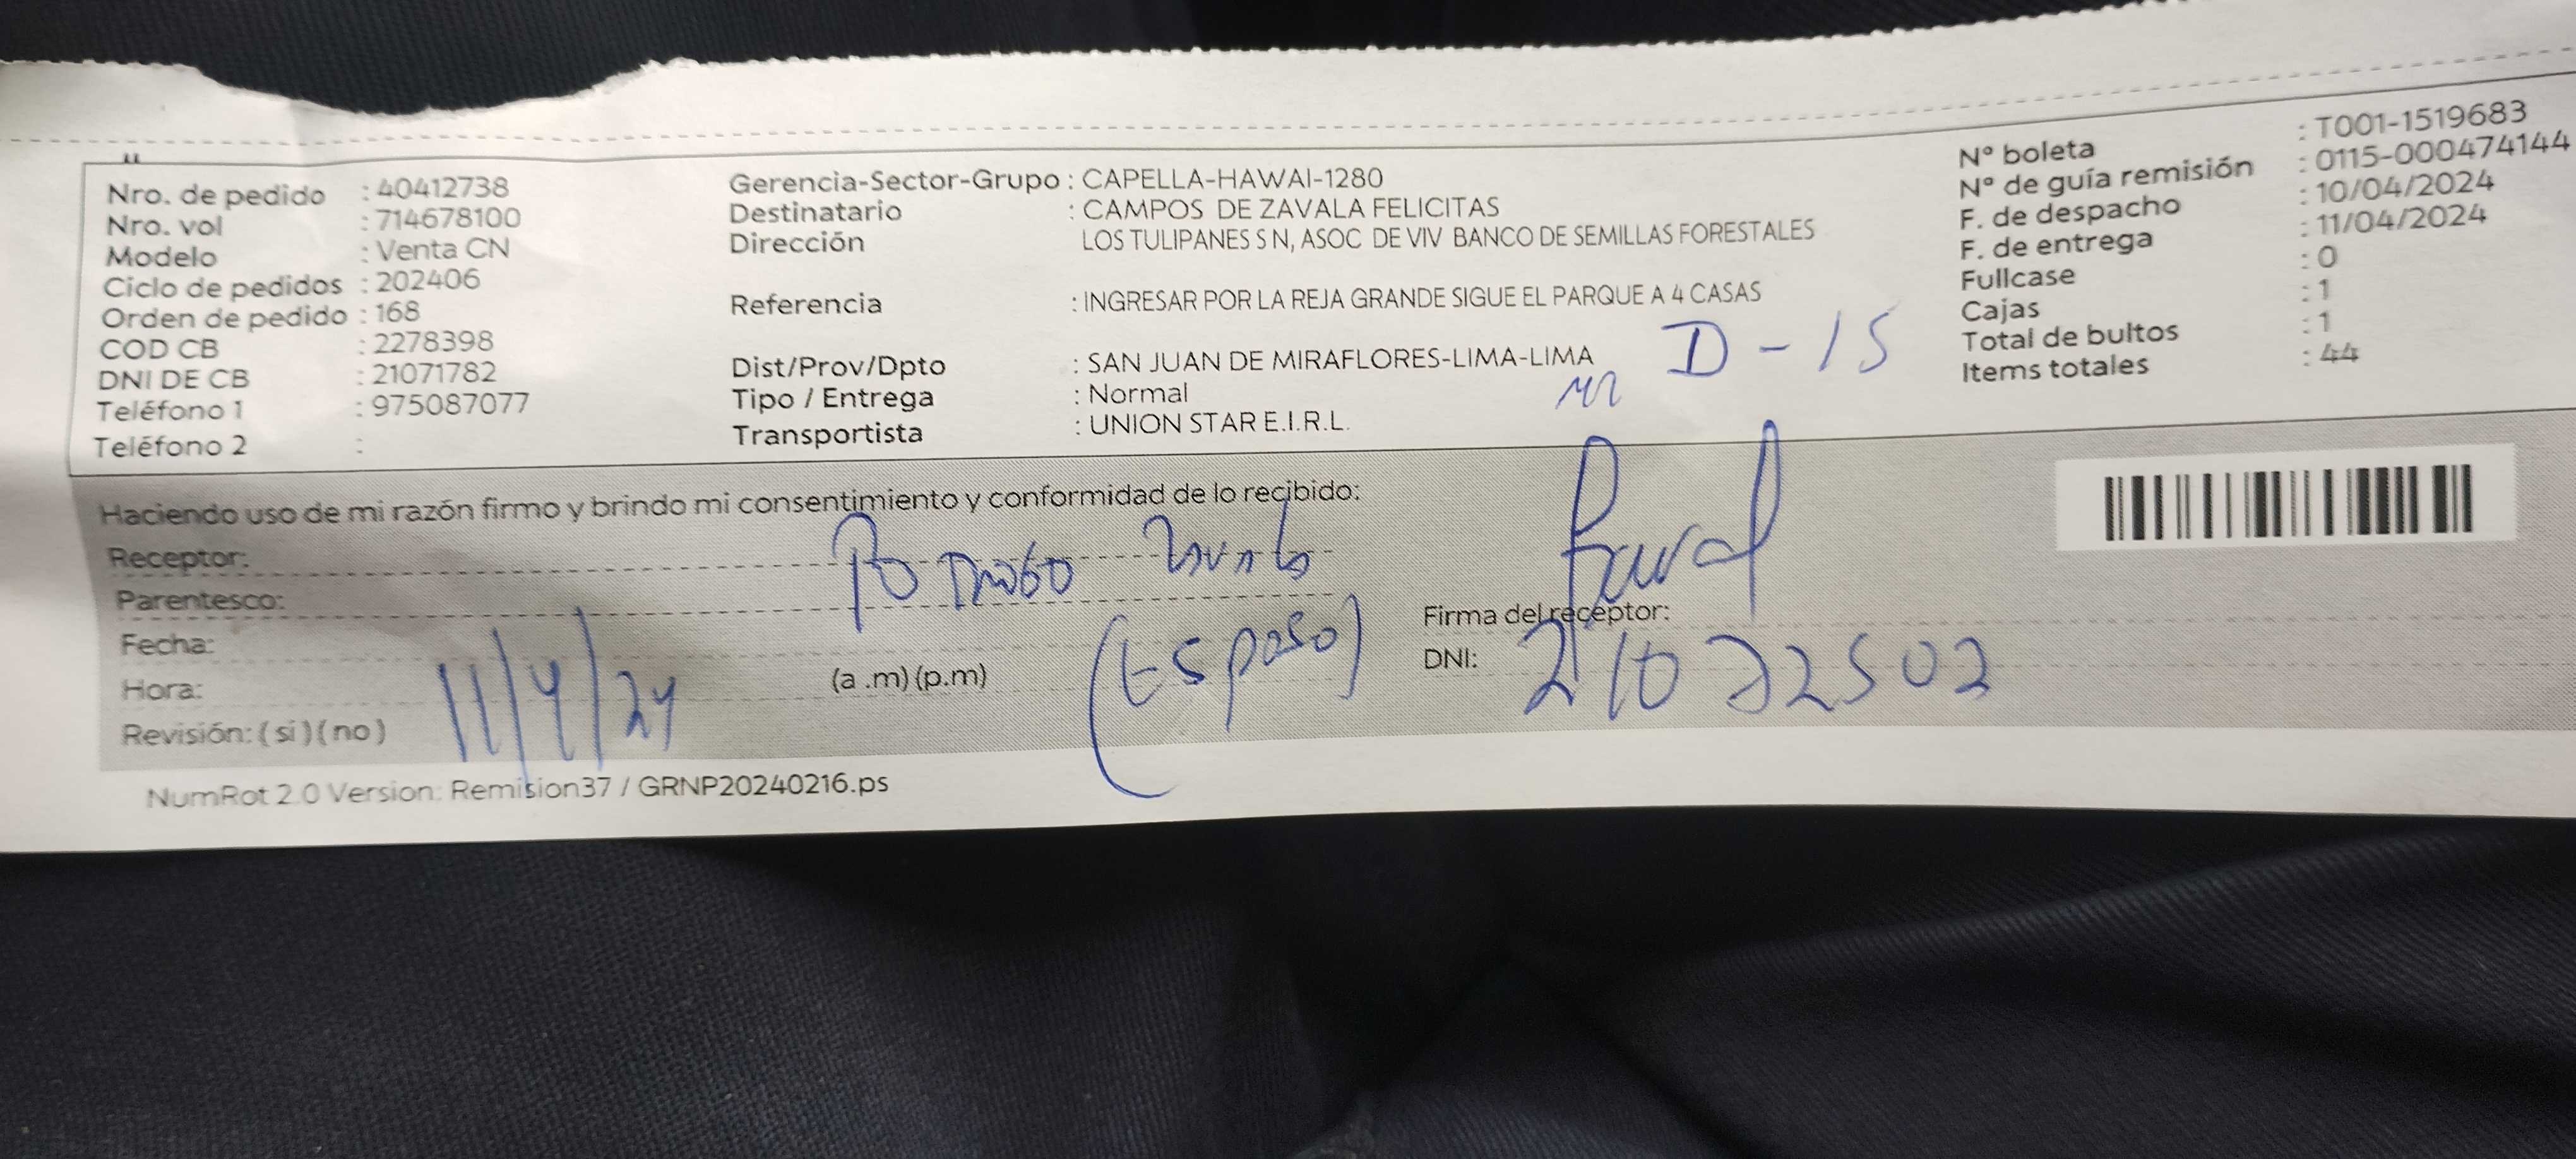 Nro. de pedido : 40412738
Nro. vol : 714678100
Modelo : Venta CN
Ciclo de pedidos : 202406
Orden de pedido : 168
COD CB : 2278398
DNI DE CB : 21071782
Teléfono 1 : 975087077
Teléfono 2 :
Gerencia-Sector-Grupo : CAPELLA-HAWAI-1280
Destinatario : CAMPOS DE ZAVALA FELICITAS
Dirección LOS TULIPANES S N, ASOC DE VIV BANCO DE SEMILLAS FORESTALES
Referencia : INGRESAR POR LA REJA GRANDE SIGUE EL PARQUE A 4 CASAS
Dist/Prov/Dpto : SAN JUAN DE MIRAFLORES-LIMA-LIMA
Tipo / Entrega : Normal
Transportista : UNION STAR E.I.R.L.
D - 15
N° boleta : T001-1519683
N° de guía remisión : 0115-000474144
F. de despacho : 10/04/2024
F. de entrega : 11/04/2024
Fullcase : 0
Cajas : 1
Total de bultos : 1
Items totales : 44
Haciendo uso de mi razón firmo y brindo mi consentimiento y conformidad de lo recibido:
Receptor:
Parentesco: (Esposo)
Fecha: 11/4/24
Hora: (a .m) (p.m)
Revisión: ( si ) ( no )
Firma del receptor:
DNI: 21072502
NumRot 2.0 Version: Remision37 / GRNP20240216.ps